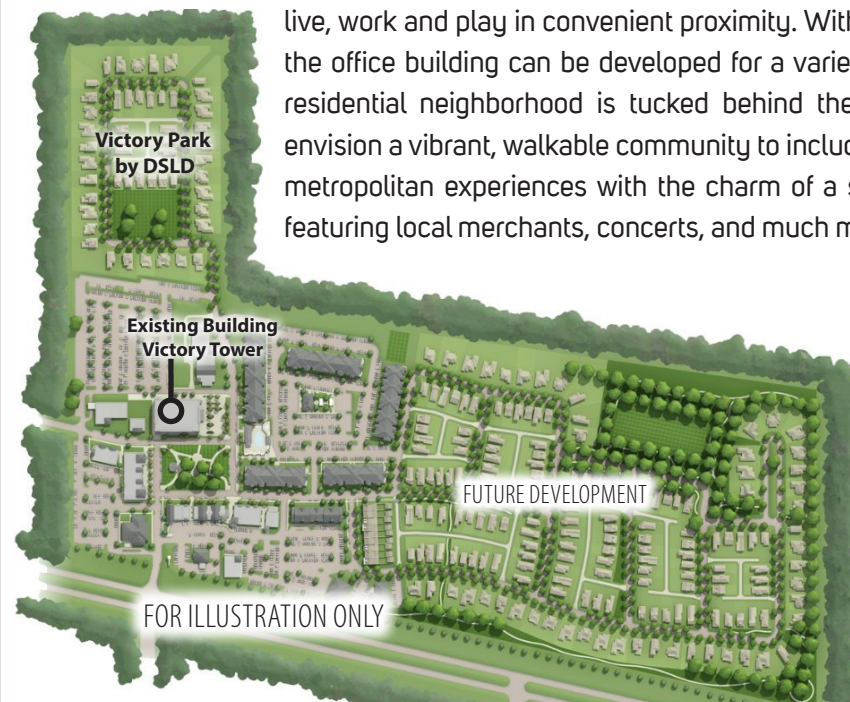 live, work and play in convenient proximity. With
the office building can be developed for a varie
residential neighborhood is tucked behind the
envision a vibrant, walkable community to includ
metropolitan experiences with the charm of a s
featuring local merchants, concerts, and much m
Victory Park
by DSLD
Existing Building
Victory Tower
FUTURE DEVELOPMENT
FOR ILLUSTRATION ONLY